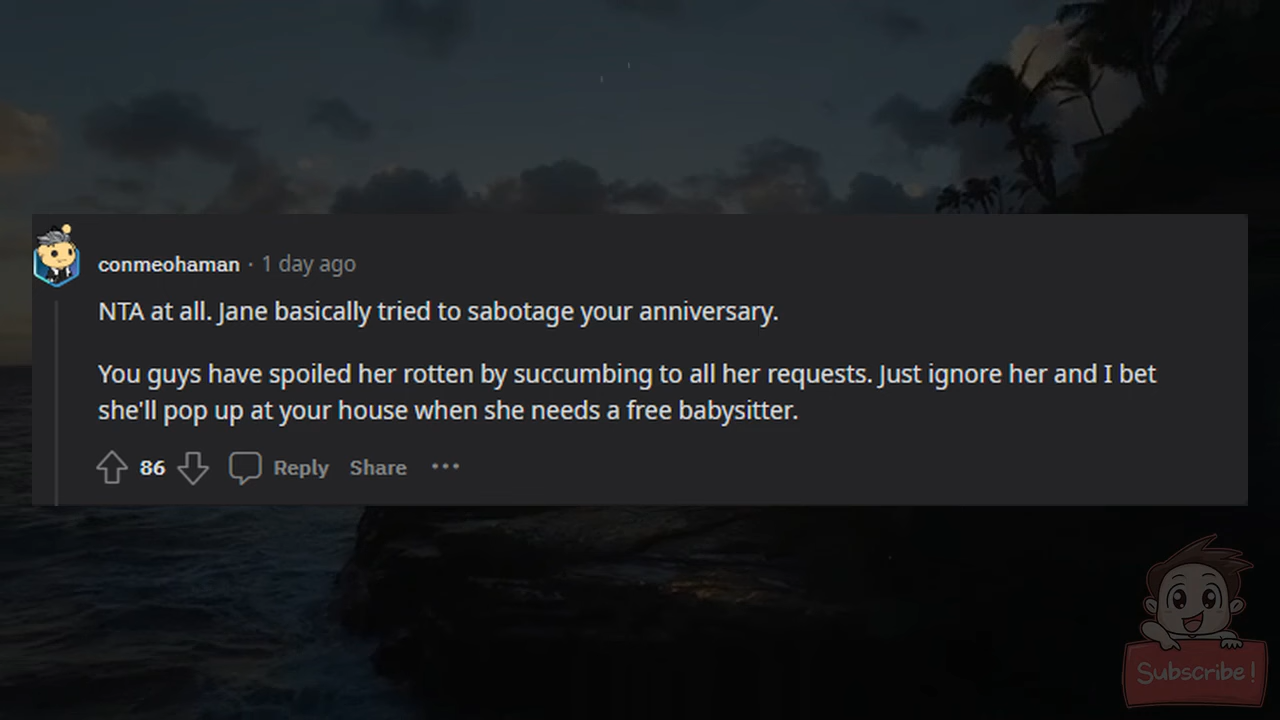 conmeohaman · 1 day ago
NTA at all. Jane basically tried to sabotage your anniversary.
You guys have spoiled her rotten by succumbing to all her requests. Just ignore her and I bet
she'll pop up at your house when she needs a free babysitter.
86 Reply Share ···
Subscribe!